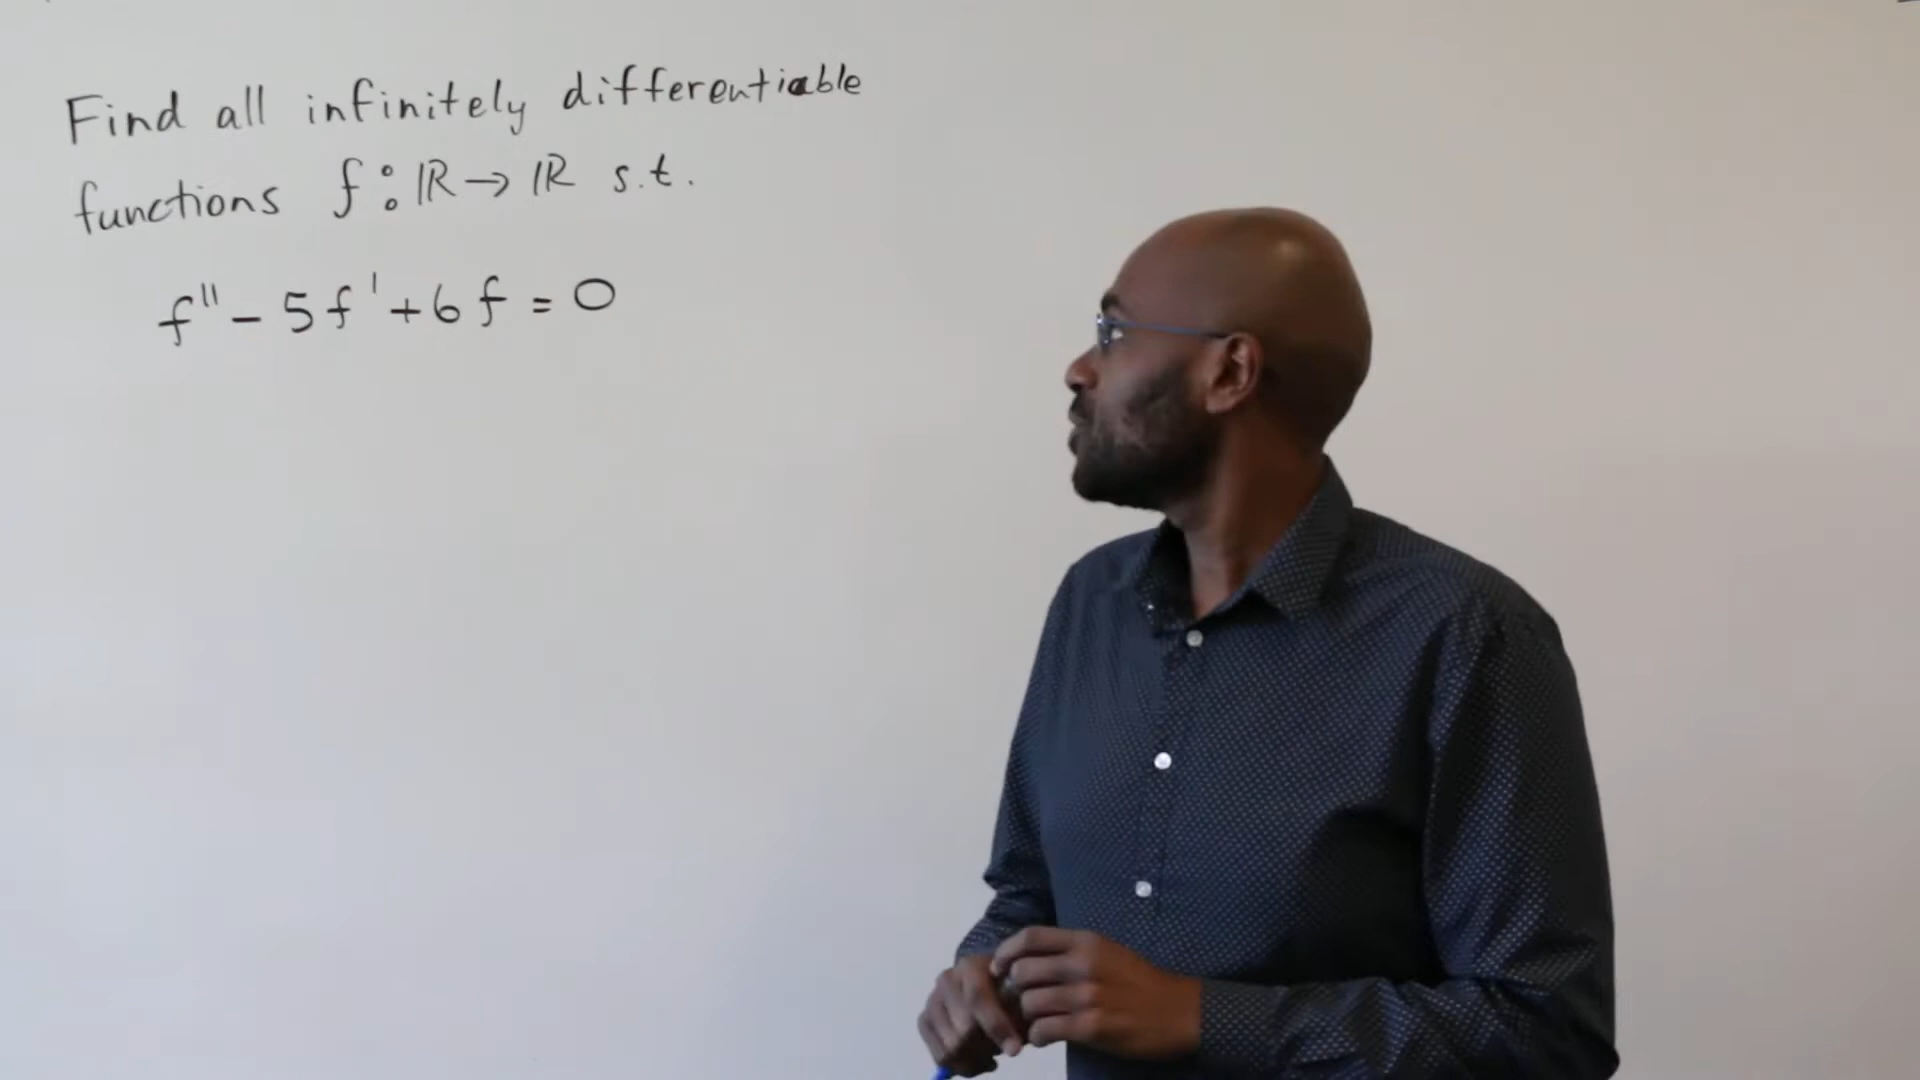 Find all infinitely differentiable
functions f : ℝ → ℝ s.t.
f'' - 5f' + 6f = 0